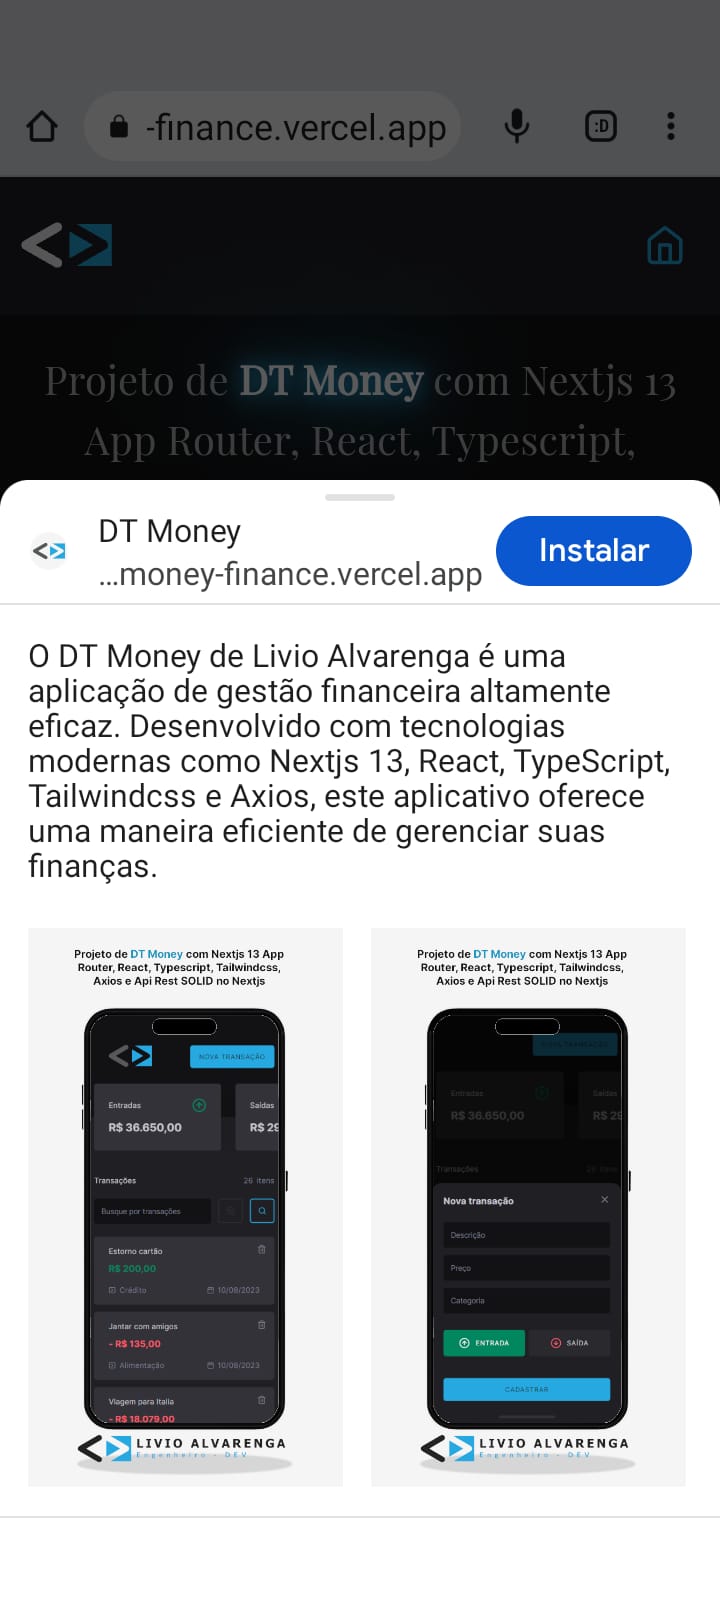 -finance.vercel.app
:D
Projeto de DT Money com Nextjs 13
App Router, React, Typescript,
DT Money
...money-finance.vercel.app
Instalar
O DT Money de Livio Alvarenga é uma
aplicação de gestão financeira altamente
eficaz. Desenvolvido com tecnologias
modernas como Nextjs 13, React, TypeScript,
Tailwindcss e Axios, este aplicativo oferece
uma maneira eficiente de gerenciar suas
finanças.
Projeto de DT Money com Nextjs 13 App
Router, React, Typescript, Tailwindcss,
Axios e Api Rest SOLID no Nextjs
NOVA TRANSAÇÃO
Entradas
R$ 36.650,00
Saídas
R$ 29
Transações
26 itens
Busque por transações
Estorno cartão
R$ 200,00
Crédito
10/08/2023
Jantar com amigos
- R$ 135,00
Alimentação
10/08/2023
Viagem para Italia
- R$ 18.079,00
LIVIO ALVARENGA
Engenheiro - DEV
Projeto de DT Money com Nextjs 13 App
Router, React, Typescript, Tailwindcss,
Axios e Api Rest SOLID no Nextjs
NOVA TRANSAÇÃO
Entradas
R$ 36.650,00
Saídas
R$ 29
Transações
26 itens
Nova transação
Descrição
Preço
Categoria
ENTRADA
SAÍDA
CADASTRAR
LIVIO ALVARENGA
Engenheiro - DEV